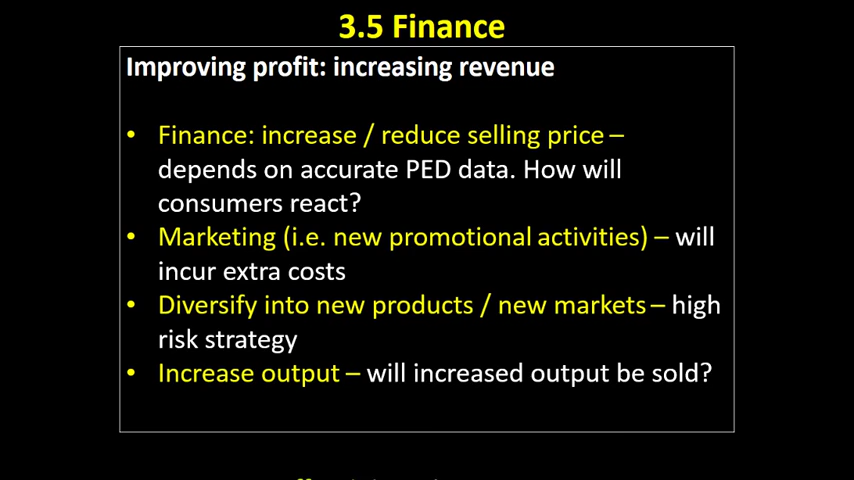 3.5 Finance
Improving profit: increasing revenue
• Finance: increase / reduce selling price –
depends on accurate PED data. How will
consumers react?
• Marketing (i.e. new promotional activities) – will
incur extra costs
• Diversify into new products / new markets – high
risk strategy
• Increase output – will increased output be sold?